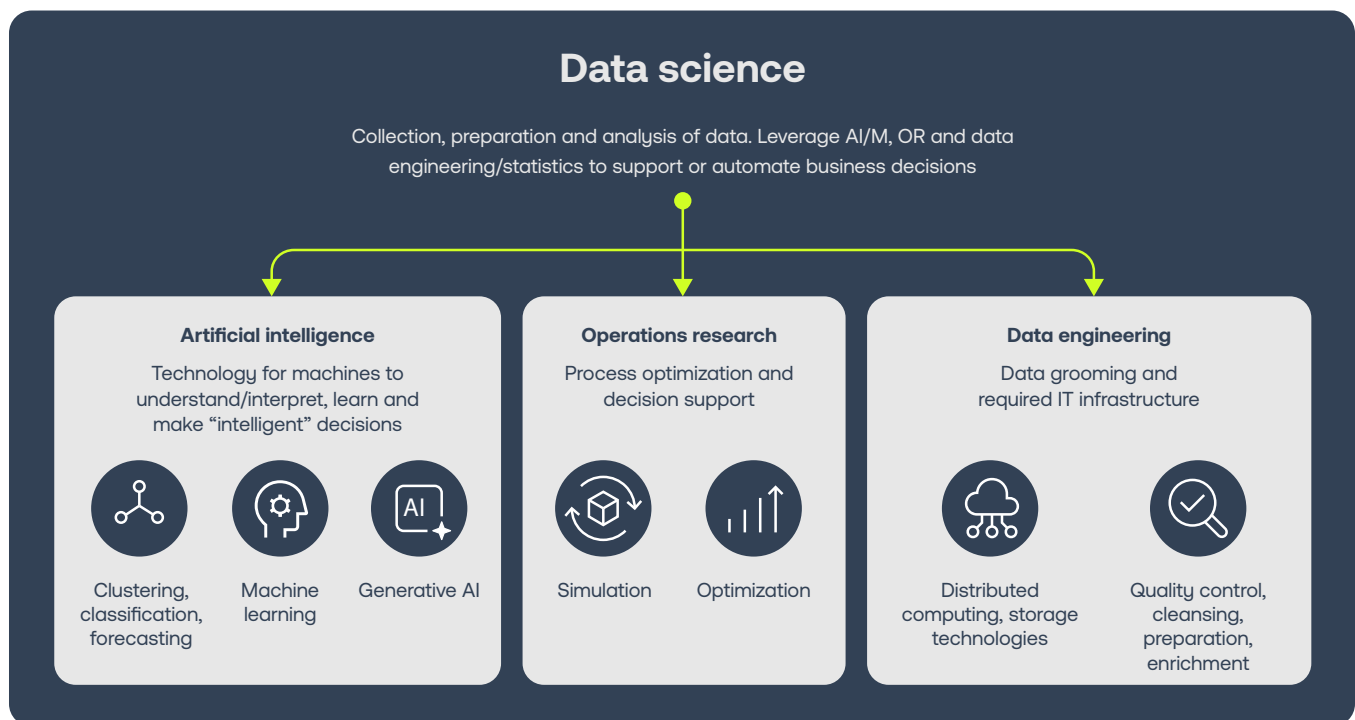 Data science
Collection, preparation and analysis of data. Leverage AI/M, OR and data
engineering/statistics to support or automate business decisions
Artificial intelligence
Technology for machines to
understand/interpret, learn and
make “intelligent” decisions
AI
Clustering,
classification,
forecasting
Machine
learning
Generative AI
Operations research
Process optimization and
decision support
Simulation
Optimization
Data engineering
Data grooming and
required IT infrastructure
Distributed
computing, storage
technologies
Quality control,
cleansing,
preparation,
enrichment